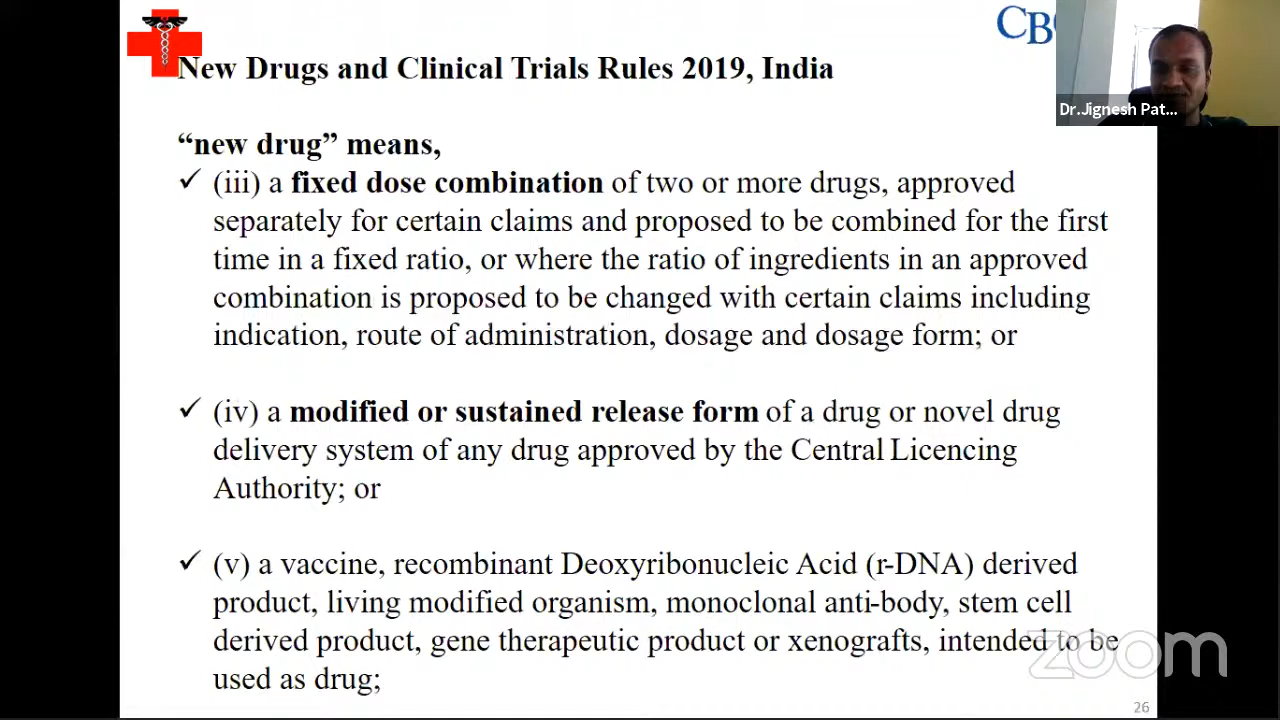 CB
New Drugs and Clinical Trials Rules 2019, India
Dr.Jignesh Pat...
“new drug” means,
✓ (iii) a fixed dose combination of two or more drugs, approved
separately for certain claims and proposed to be combined for the first
time in a fixed ratio, or where the ratio of ingredients in an approved
combination is proposed to be changed with certain claims including
indication, route of administration, dosage and dosage form; or
✓ (iv) a modified or sustained release form of a drug or novel drug
delivery system of any drug approved by the Central Licencing
Authority; or
✓ (v) a vaccine, recombinant Deoxyribonucleic Acid (r-DNA) derived
product, living modified organism, monoclonal anti-body, stem cell
derived product, gene therapeutic product or xenografts, intended to be
used as drug;
zoom
26